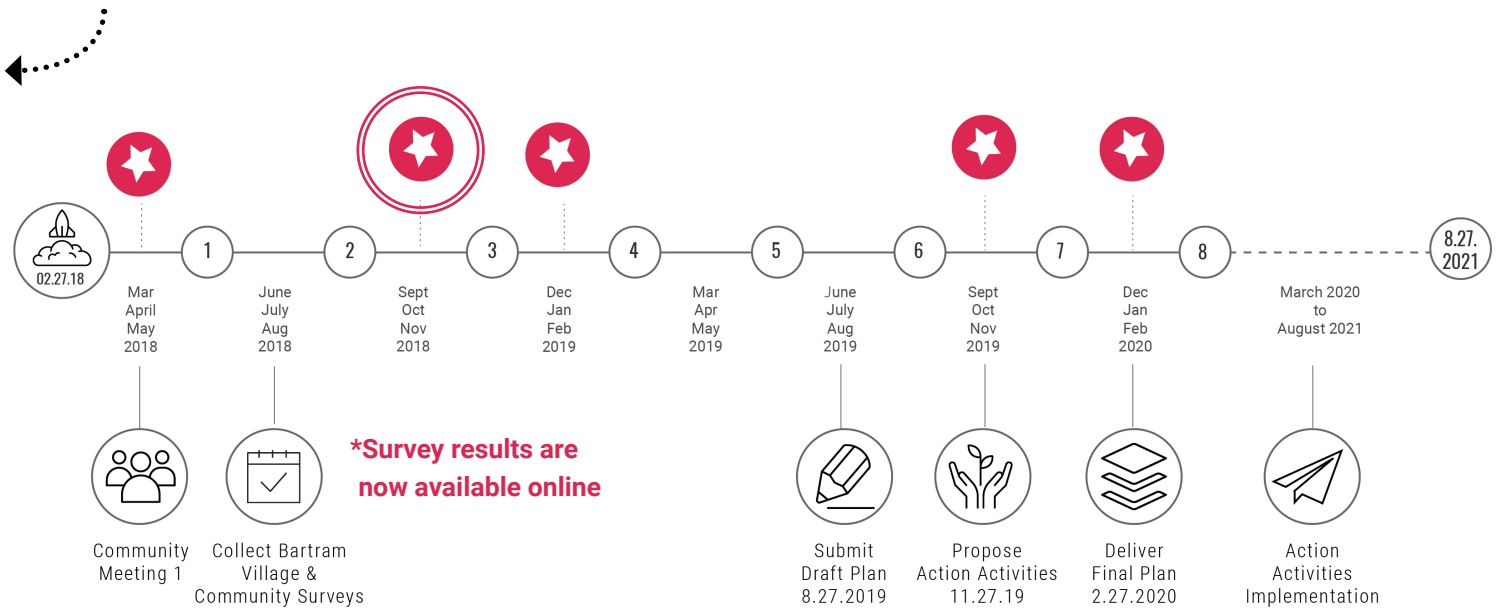 02.27.18
1
2
3
4
5
6
7
8
8.27.
2021
Mar
April
May
2018
June
July
Aug
2018
Sept
Oct
Nov
2018
Dec
Jan
Feb
2019
Mar
Apr
May
2019
June
July
Aug
2019
Sept
Oct
Nov
2019
Dec
Jan
Feb
2020
March 2020
to
August 2021
*Survey results are
now available online
Community
Meeting 1
Collect Bartram
Village &
Community Surveys
Submit
Draft Plan
8.27.2019
Propose
Action Activities
11.27.19
Deliver
Final Plan
2.27.2020
Action
Activities
Implementation